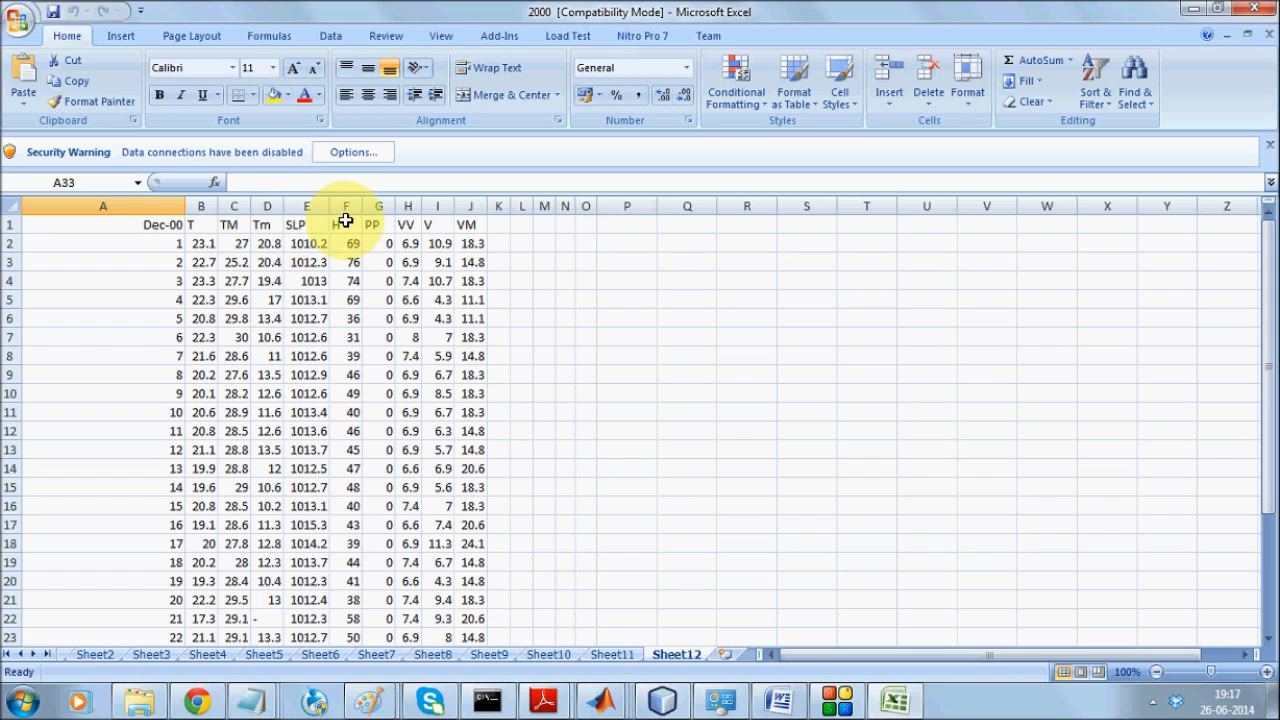 2000 [Compatibility Mode] - Microsoft Excel
Home Insert Page Layout Formulas Data Review View Add-Ins Load Test Nitro Pro 7 Team
Paste Cut Copy Format Painter Clipboard
Calibri 11 B I U A Font
Wrap Text Merge & Center Alignment
General % , Number
Conditional Formatting Format as Table Cell Styles Styles
Insert Delete Format Cells
Σ AutoSum Fill Clear Sort & Filter Find & Select Editing
Security Warning Data connections have been disabled Options...
A33 fx
A B C D E F G H I J K L M N O P Q R S T U V W X Y Z
1 Dec-00 T TM Tm SLP H PP VV V VM
2 1 23.1 27 20.8 1010.2 69 0 6.9 10.9 18.3
3 2 22.7 25.2 20.4 1012.3 76 0 6.9 9.1 14.8
4 3 23.3 27.7 19.4 1013 74 0 7.4 10.7 18.3
5 4 22.3 29.6 17 1013.1 69 0 6.6 4.3 11.1
6 5 20.8 29.8 13.4 1012.7 36 0 6.9 4.3 11.1
7 6 22.3 30 10.6 1012.6 31 0 8 7 18.3
8 7 21.6 28.6 11 1012.6 39 0 7.4 5.9 14.8
9 8 20.2 27.6 13.5 1012.9 46 0 6.9 6.7 18.3
10 9 20.1 28.2 12.6 1012.6 49 0 6.9 8.5 18.3
11 10 20.6 28.9 11.6 1013.4 40 0 6.9 6.7 18.3
12 11 20.8 28.5 12.6 1013.6 46 0 6.9 6.3 14.8
13 12 21.1 28.8 13.5 1013.7 45 0 6.9 5.7 14.8
14 13 19.9 28.8 12 1012.5 47 0 6.6 6.9 20.6
15 14 19.6 29 10.6 1012.7 48 0 6.9 5.6 18.3
16 15 20.8 28.5 10.2 1013.1 40 0 7.4 7 18.3
17 16 19.1 28.6 11.3 1015.3 43 0 6.6 7.4 20.6
18 17 20 27.8 12.8 1014.2 39 0 6.9 11.3 24.1
19 18 20.2 28 12.3 1013.7 44 0 7.4 6.7 14.8
20 19 19.3 28.4 10.4 1012.3 41 0 6.6 4.3 14.8
21 20 22.2 29.5 13 1012.4 38 0 7.4 9.4 18.3
22 21 17.3 29.1 - 1012.3 58 0 7.4 9.3 20.6
23 22 21.1 29.1 13.3 1012.7 50 0 6.9 8 14.8
Sheet2 Sheet3 Sheet4 Sheet5 Sheet6 Sheet7 Sheet8 Sheet9 Sheet10 Sheet11 Sheet12
Ready 100%
19:17
26-06-2014